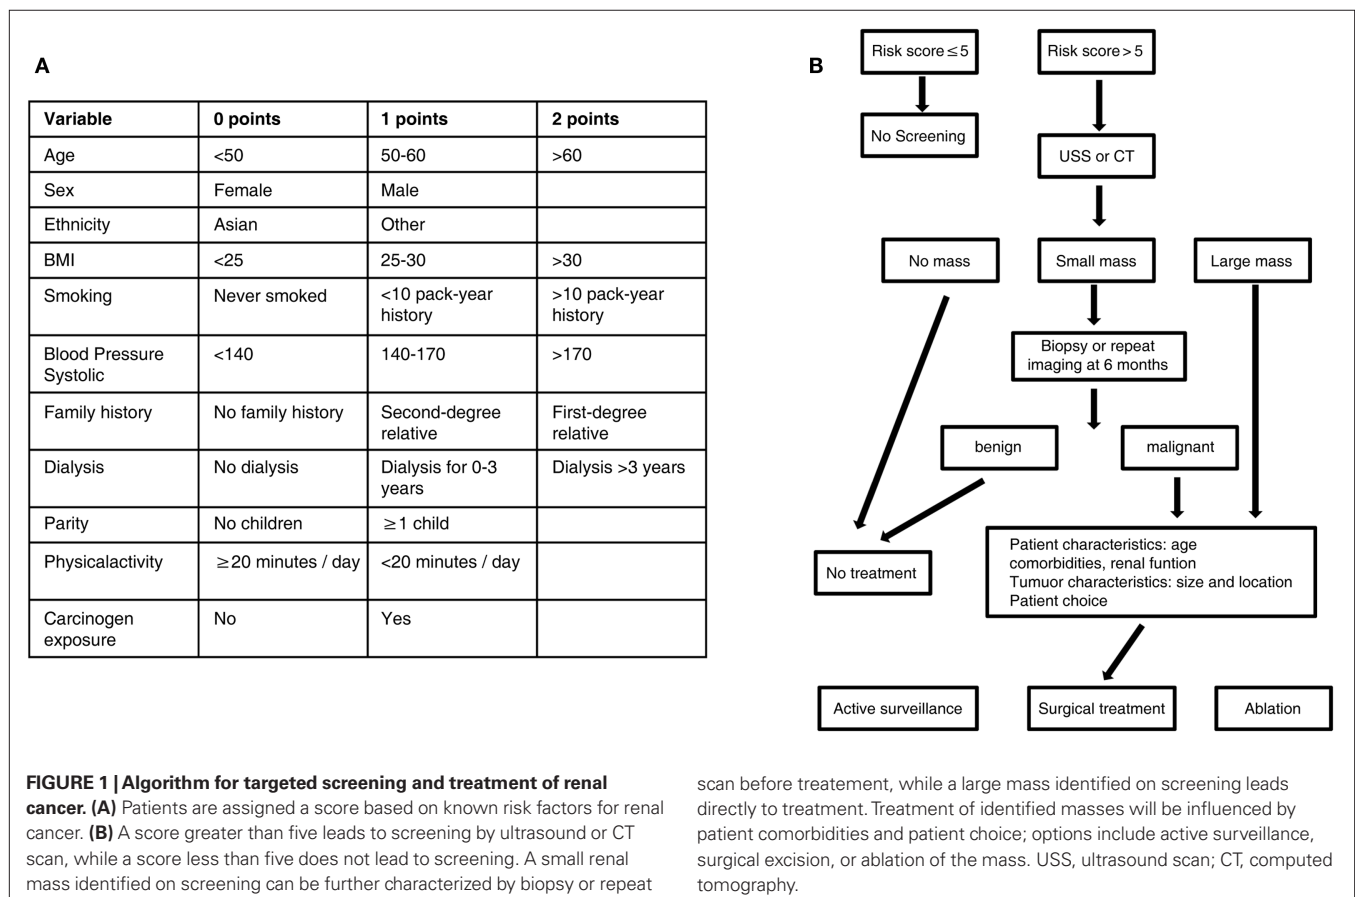 A
Variable 0 points 1 points 2 points
Age <50 50-60 >60
Sex Female Male
Ethnicity Asian Other
BMI <25 25-30 >30
Smoking Never smoked <10 pack-year history >10 pack-year history
Blood Pressure Systolic <140 140-170 >170
Family history No family history Second-degree relative First-degree relative
Dialysis No dialysis Dialysis for 0-3 years Dialysis >3 years
Parity No children ≥1 child
Physicalactivity ≥20 minutes / day <20 minutes / day
Carcinogen exposure No Yes
B
Risk score ≤ 5
Risk score > 5
No Screening
USS or CT
No mass
Small mass
Large mass
Biopsy or repeat
imaging at 6 months
benign
malignant
No treatment
Patient characteristics: age
comorbidities, renal funtion
Tumuor characteristics: size and location
Patient choice
Active surveillance
Surgical treatment
Ablation
FIGURE 1 | Algorithm for targeted screening and treatment of renal
cancer. (A) Patients are assigned a score based on known risk factors for renal
cancer. (B) A score greater than five leads to screening by ultrasound or CT
scan, while a score less than five does not lead to screening. A small renal
mass identified on screening can be further characterized by biopsy or repeat
scan before treatement, while a large mass identified on screening leads
directly to treatment. Treatment of identified masses will be influenced by
patient comorbidities and patient choice; options include active surveillance,
surgical excision, or ablation of the mass. USS, ultrasound scan; CT, computed
tomography.